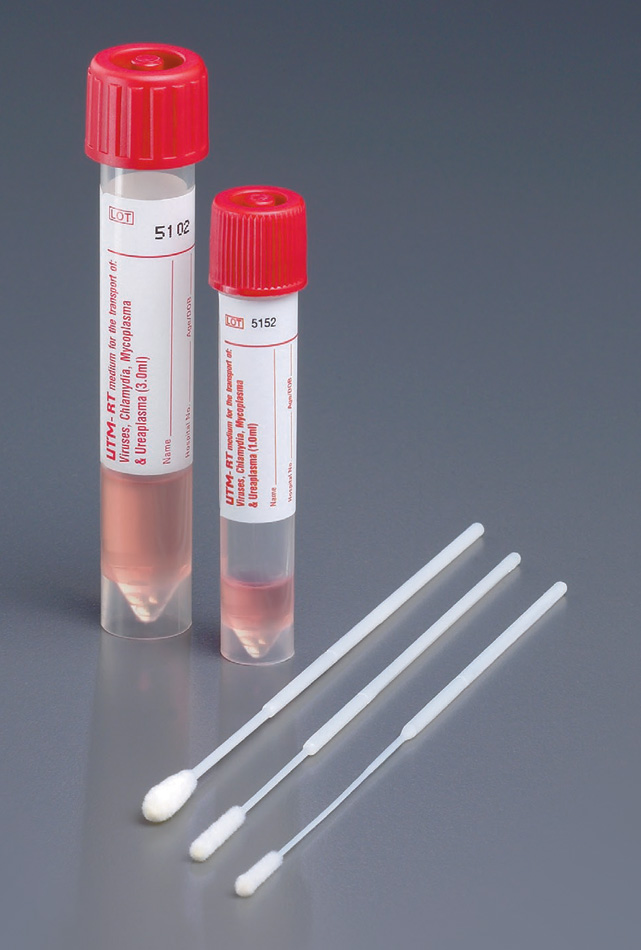 LOT
5102
UTM-RT medium for the transport of:
Viruses, Chlamydia, Mycoplasma
& Ureaplasma (3.0ml)
Name
Hospital No. Age/DOB
LOT 5152
UTM-RT medium for the transport of:
Viruses, Chlamydia, Mycoplasma
& Ureaplasma (1.0ml)
Name
Hospital No. Age/DOB